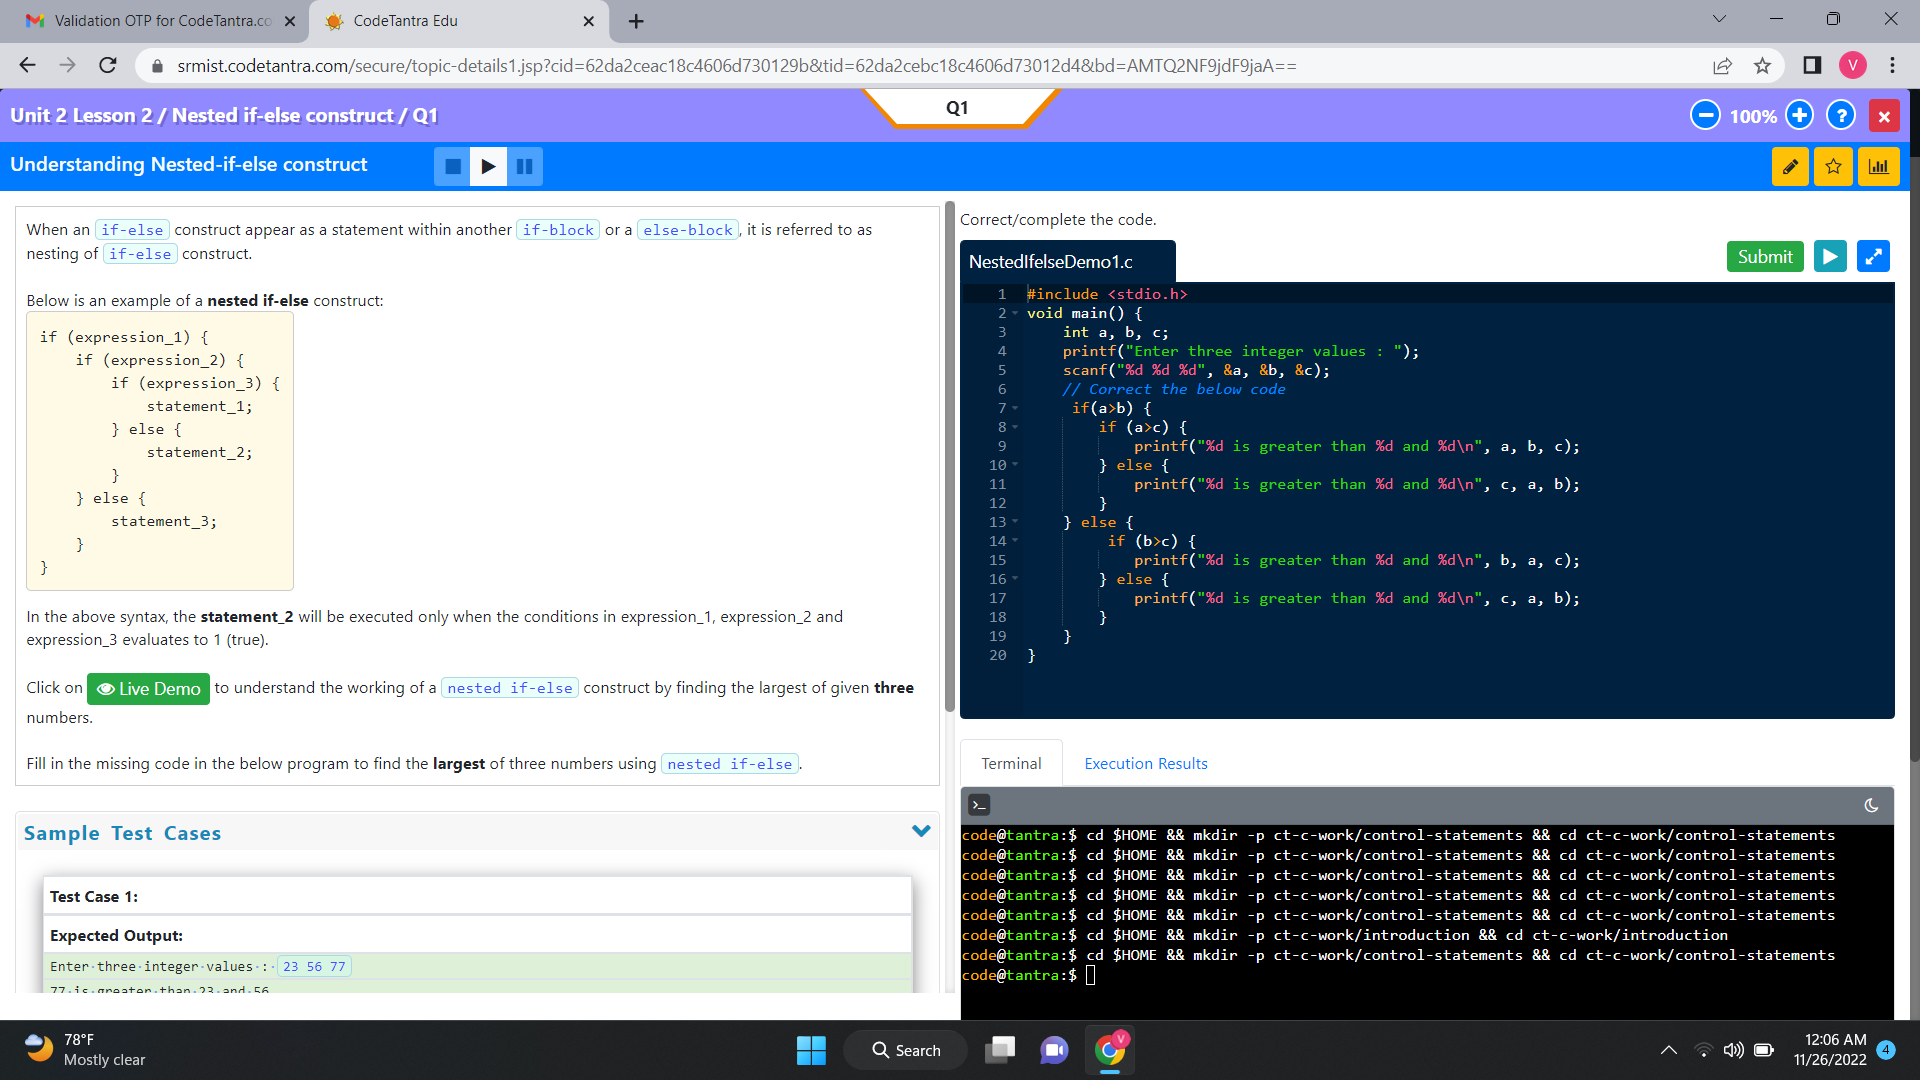 Validation OTP for CodeTantra.co
CodeTantra Edu
srmist.codetantra.com/secure/topic-details1.jsp?cid=62da2ceac18c4606d730129b&tid=62da2cebc18c4606d73012d4&bd=AMTQ2NF9jdF9jaA==
V
Unit 2 Lesson 2 / Nested if-else construct / Q1
Q1
100%
?
Understanding Nested-if-else construct
When an if-else construct appear as a statement within another if-block or a else-block, it is referred to as
nesting of if-else construct.
Below is an example of a nested if-else construct:
if (expression_1) {
    if (expression_2) {
        if (expression_3) {
            statement_1;
        } else {
            statement_2;
        }
    } else {
        statement_3;
    }
}
In the above syntax, the statement_2 will be executed only when the conditions in expression_1, expression_2 and
expression_3 evaluates to 1 (true).
Click on Live Demo to understand the working of a nested if-else construct by finding the largest of given three
numbers.
Fill in the missing code in the below program to find the largest of three numbers using nested if-else.
Sample Test Cases
Test Case 1:
Expected Output:
Enter·three·integer·values·:·23 56 77
77·is·greater·than·23·and·56
Correct/complete the code.
NestedIfelseDemo1.c
Submit
1 #include <stdio.h>
2 void main() {
3     int a, b, c;
4     printf("Enter three integer values : ");
5     scanf("%d %d %d", &a, &b, &c);
6     // Correct the below code
7      if(a>b) {
8         if (a>c) {
9             printf("%d is greater than %d and %d\n", a, b, c);
10         } else {
11             printf("%d is greater than %d and %d\n", c, a, b);
12         }
13     } else {
14          if (b>c) {
15             printf("%d is greater than %d and %d\n", b, a, c);
16         } else {
17             printf("%d is greater than %d and %d\n", c, a, b);
18         }
19     }
20 }
Terminal
Execution Results
code@tantra:$ cd $HOME && mkdir -p ct-c-work/control-statements && cd ct-c-work/control-statements
code@tantra:$ cd $HOME && mkdir -p ct-c-work/control-statements && cd ct-c-work/control-statements
code@tantra:$ cd $HOME && mkdir -p ct-c-work/control-statements && cd ct-c-work/control-statements
code@tantra:$ cd $HOME && mkdir -p ct-c-work/control-statements && cd ct-c-work/control-statements
code@tantra:$ cd $HOME && mkdir -p ct-c-work/control-statements && cd ct-c-work/control-statements
code@tantra:$ cd $HOME && mkdir -p ct-c-work/introduction && cd ct-c-work/introduction
code@tantra:$ cd $HOME && mkdir -p ct-c-work/control-statements && cd ct-c-work/control-statements
code@tantra:$
78°F
Mostly clear
Search
V
12:06 AM
11/26/2022
4